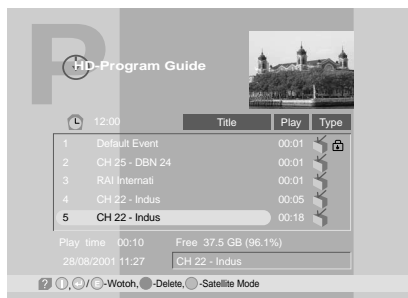 P
HD-Program Guide
12:00 Title Play Type
1 Default Event 00:01
2 CH 25 - DBN 24 00:01
3 RAI Internati 00:01
4 CH 22 - Indus 00:05
5 CH 22 - Indus 00:18
Play time 00:10 Free 37.5 GB (96.1%)
28/08/2001 11:27 CH 22 - Indus
? / E -Wotoh, -Delete, -Satellite Mode